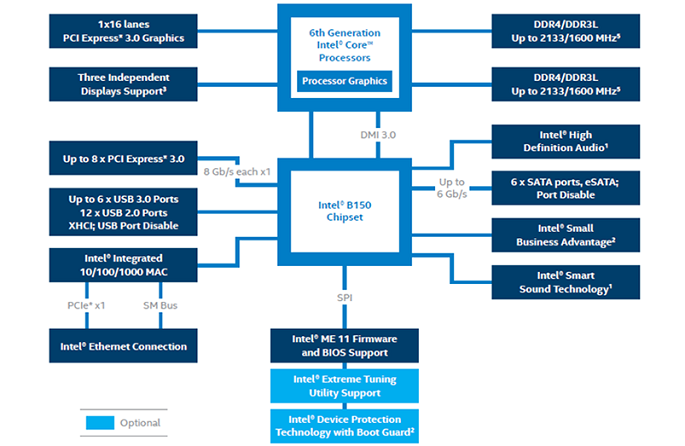 1x16 lanes
PCI Express* 3.0 Graphics
Three Independent
Displays Support³
6th Generation
Intel® Core™
Processors
Processor Graphics
DDR4/DDR3L
Up to 2133/1600 MHz⁵
DDR4/DDR3L
Up to 2133/1600 MHz⁵
DMI 3.0
Up to 8 x PCI Express* 3.0
8 Gb/s each x1
Up to 6 x USB 3.0 Ports
12 x USB 2.0 Ports
XHCI; USB Port Disable
Intel® Integrated
10/100/1000 MAC
PCIe* x1
SM Bus
Intel® Ethernet Connection
Intel® B150
Chipset
Intel® High
Definition Audio¹
Up to
6 Gb/s
6 x SATA ports, eSATA;
Port Disable
Intel® Small
Business Advantage²
Intel® Smart
Sound Technology¹
SPI
Intel® ME 11 Firmware
and BIOS Support
Intel® Extreme Tuning
Utility Support
Intel® Device Protection
Technology with Boot Guard²
Optional